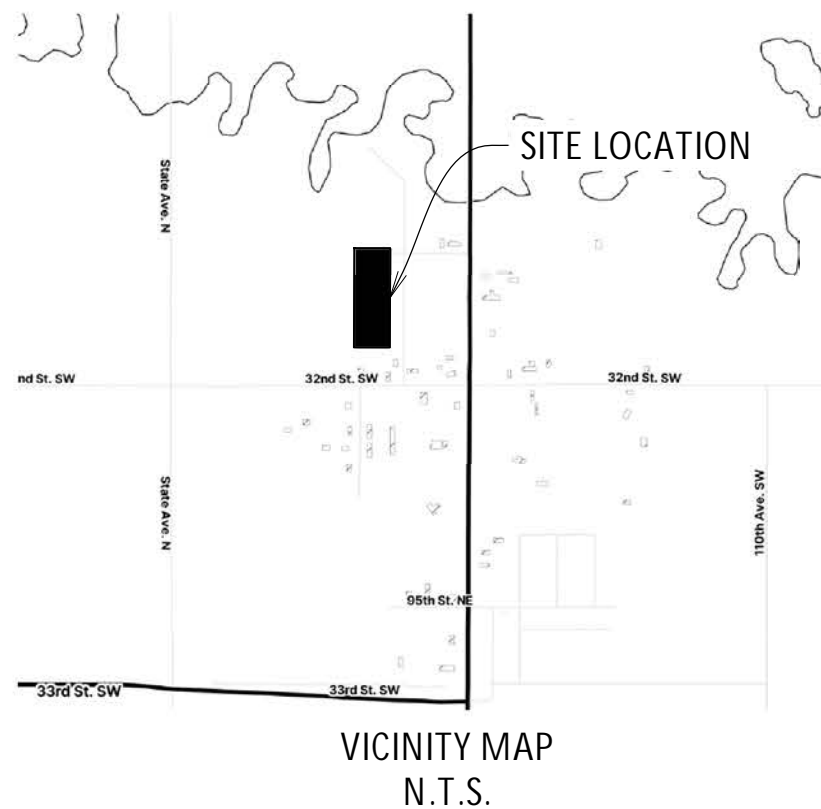 SITE LOCATION
State Ave. N
nd St. SW
32nd St. SW
32nd St. SW
State Ave. N
110th Ave. SW
95th St. NE
33rd St. SW
33rd St. SW
VICINITY MAP
N.T.S.